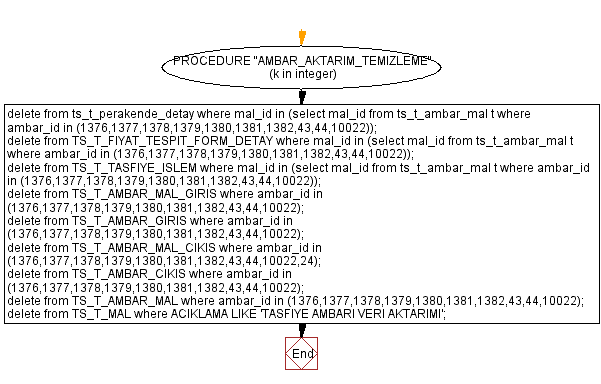 PROCEDURE "AMBAR_AKTARIM_TEMIZLEME"
(k in integer)
delete from ts_t_perakende_detay where mal_id in (select mal_id from ts_t_ambar_mal t where
ambar_id in (1376,1377,1378,1379,1380,1381,1382,43,44,10022));
delete from TS_T_FIYAT_TESPIT_FORM_DETAY where mal_id in (select mal_id from ts_t_ambar_mal t
where ambar_id in (1376,1377,1378,1379,1380,1381,1382,43,44,10022));
delete from TS_T_TASFIYE_ISLEM where mal_id in (select mal_id from ts_t_ambar_mal t where ambar_id
in (1376,1377,1378,1379,1380,1381,1382,43,44,10022));
delete from TS_T_AMBAR_MAL_GIRIS where ambar_id in
(1376,1377,1378,1379,1380,1381,1382,43,44,10022);
delete from TS_T_AMBAR_GIRIS where ambar_id in
(1376,1377,1378,1379,1380,1381,1382,43,44,10022);
delete from TS_T_AMBAR_MAL_CIKIS where ambar_id in
(1376,1377,1378,1379,1380,1381,1382,43,44,10022,24);
delete from TS_T_AMBAR_CIKIS where ambar_id in
(1376,1377,1378,1379,1380,1381,1382,43,44,10022);
delete from TS_T_AMBAR_MAL where ambar_id in (1376,1377,1378,1379,1380,1381,1382,43,44,10022);
delete from TS_T_MAL where ACIKLAMA LIKE 'TASFIYE AMBARI VERI AKTARIMI';
End